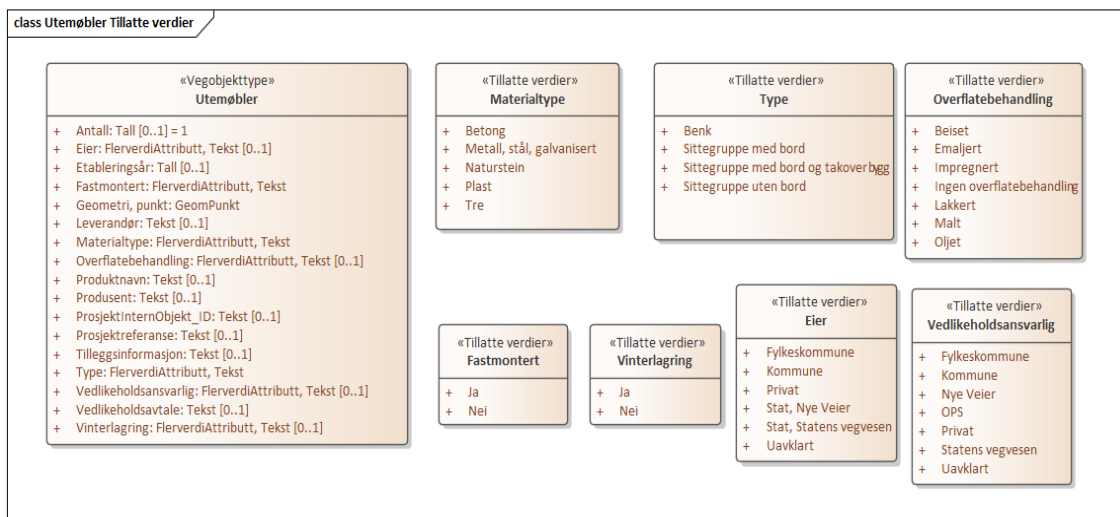 class Utemøbler Tillatte verdier
«Vegobjekttype»
Utemøbler
+ Antall: Tall [0..1] = 1
+ Eier: FlerverdiAttributt, Tekst [0..1]
+ Etableringsår: Tall [0..1]
+ Fastmontert: FlerverdiAttributt, Tekst
+ Geometri, punkt: GeomPunkt
+ Leverandør: Tekst [0..1]
+ Materialtype: FlerverdiAttributt, Tekst
+ Overflatebehandling: FlerverdiAttributt, Tekst [0..1]
+ Produktnavn: Tekst [0..1]
+ Produsent: Tekst [0..1]
+ ProsjektInternObjekt_ID: Tekst [0..1]
+ Prosjektreferanse: Tekst [0..1]
+ Tilleggsinformasjon: Tekst [0..1]
+ Type: FlerverdiAttributt, Tekst
+ Vedlikeholdsansvarlig: FlerverdiAttributt, Tekst [0..1]
+ Vedlikeholdsavtale: Tekst [0..1]
+ Vinterlagring: FlerverdiAttributt, Tekst [0..1]
«Tillatte verdier»
Materialtype
+ Betong
+ Metall, stål, galvanisert
+ Naturstein
+ Plast
+ Tre
«Tillatte verdier»
Type
+ Benk
+ Sittegruppe med bord
+ Sittegruppe med bord og takoverbygg
+ Sittegruppe uten bord
«Tillatte verdier»
Overflatebehandling
+ Beiset
+ Emaljert
+ Impregnert
+ Ingen overflatebehandling
+ Lakkert
+ Malt
+ Oljet
«Tillatte verdier»
Fastmontert
+ Ja
+ Nei
«Tillatte verdier»
Vinterlagring
+ Ja
+ Nei
«Tillatte verdier»
Eier
+ Fylkeskommune
+ Kommune
+ Privat
+ Stat, Nye Veier
+ Stat, Statens vegvesen
+ Uavklart
«Tillatte verdier»
Vedlikeholdsansvarlig
+ Fylkeskommune
+ Kommune
+ Nye Veier
+ OPS
+ Privat
+ Statens vegvesen
+ Uavklart